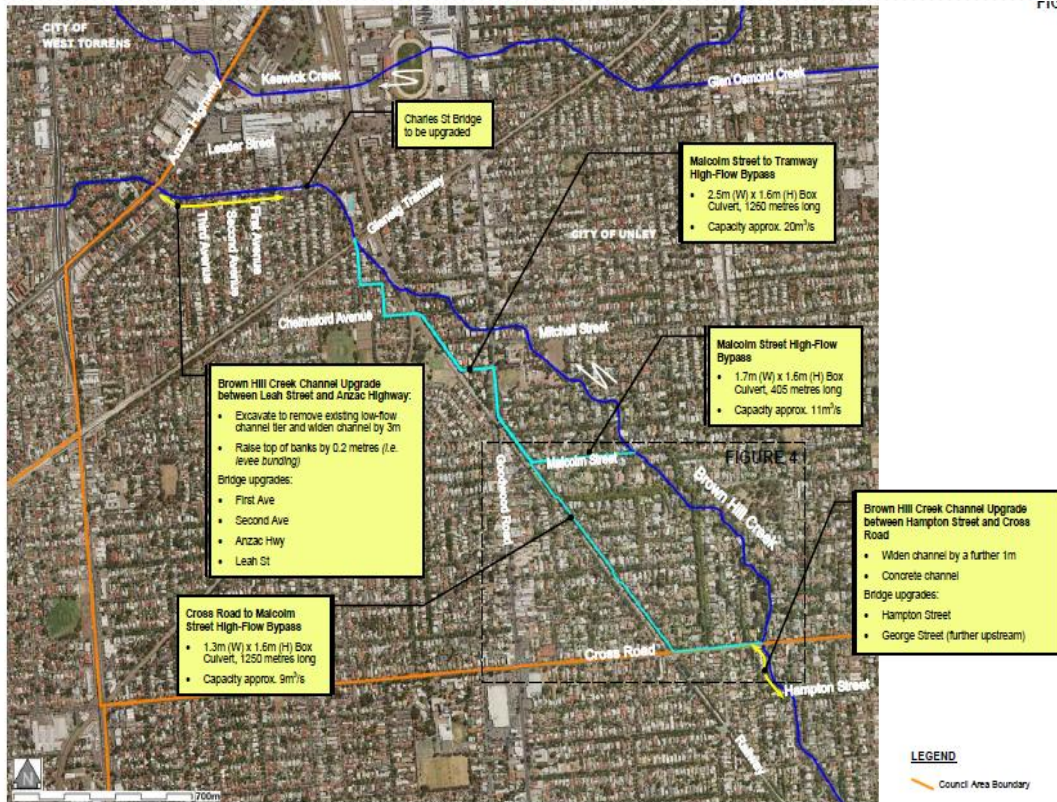 CITY OF
WEST TORRENS
Keswick Creek
Glen Osmond Creek
Anzac Highway
Leader Street
Charles St Bridge
to be upgraded
Malcolm Street to Tramway
High-Flow Bypass
• 2.5m (W) x 1.6m (H) Box
Culvert, 1260 metres long
• Capacity approx. 20m³/s
First Avenue
Second Avenue
Third Avenue
Glenelg Tramway
CITY OF UNLEY
Chelmsford Avenue
Mitchell Street
Malcolm Street High-Flow
Bypass
• 1.7m (W) x 1.6m (H) Box
Culvert, 405 metres long
• Capacity approx. 11m³/s
Brown Hill Creek Channel Upgrade
between Leah Street and Anzac Highway:
• Excavate to remove existing low-flow
channel tier and widen channel by 3m
• Raise top of banks by 0.2 metres (i.e.
levee bunding)
Bridge upgrades:
• First Ave
• Second Ave
• Anzac Hwy
• Leah St
FIGURE 4
Malcolm Street
Goodwood Road
Brown Hill Creek
Brown Hill Creek Channel Upgrade
between Hampton Street and Cross
Road
• Widen channel by a further 1m
• Concrete channel
Bridge upgrades:
• Hampton Street
• George Street (further upstream)
Cross Road to Malcolm
Street High-Flow Bypass
• 1.3m (W) x 1.6m (H) Box
Culvert, 1250 metres long
• Capacity approx. 9m³/s
Cross Road
Hampton Street
Railway
LEGEND
Council Area Boundary
N
700m